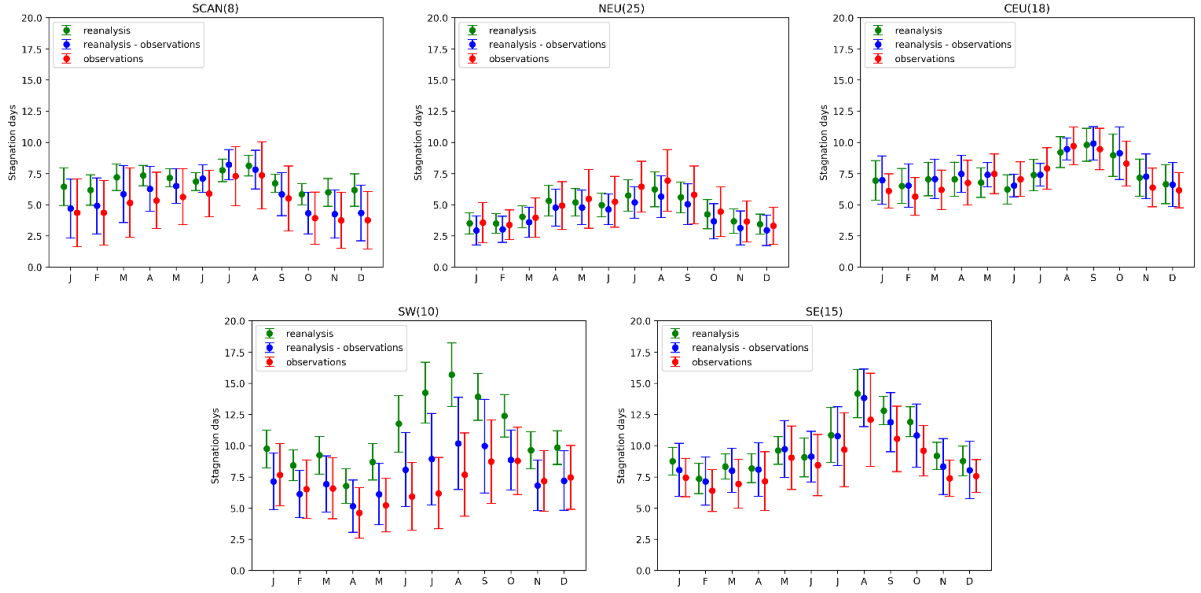 SCAN(8)
20.0
17.5
15.0
12.5
10.0
7.5
5.0
2.5
0.0
Stagnation days
reanalysis
reanalysis - observations
observations
J F M A M J J A S O N D
NEU(25)
20.0
17.5
15.0
12.5
10.0
7.5
5.0
2.5
0.0
Stagnation days
reanalysis
reanalysis - observations
observations
J F M A M J J A S O N D
CEU(18)
20.0
17.5
15.0
12.5
10.0
7.5
5.0
2.5
0.0
Stagnation days
reanalysis
reanalysis - observations
observations
J F M A M J J A S O N D
SW(10)
20.0
17.5
15.0
12.5
10.0
7.5
5.0
2.5
0.0
Stagnation days
reanalysis
reanalysis - observations
observations
J F M A M J J A S O N D
SE(15)
20.0
17.5
15.0
12.5
10.0
7.5
5.0
2.5
0.0
Stagnation days
reanalysis
reanalysis - observations
observations
J F M A M J J A S O N D